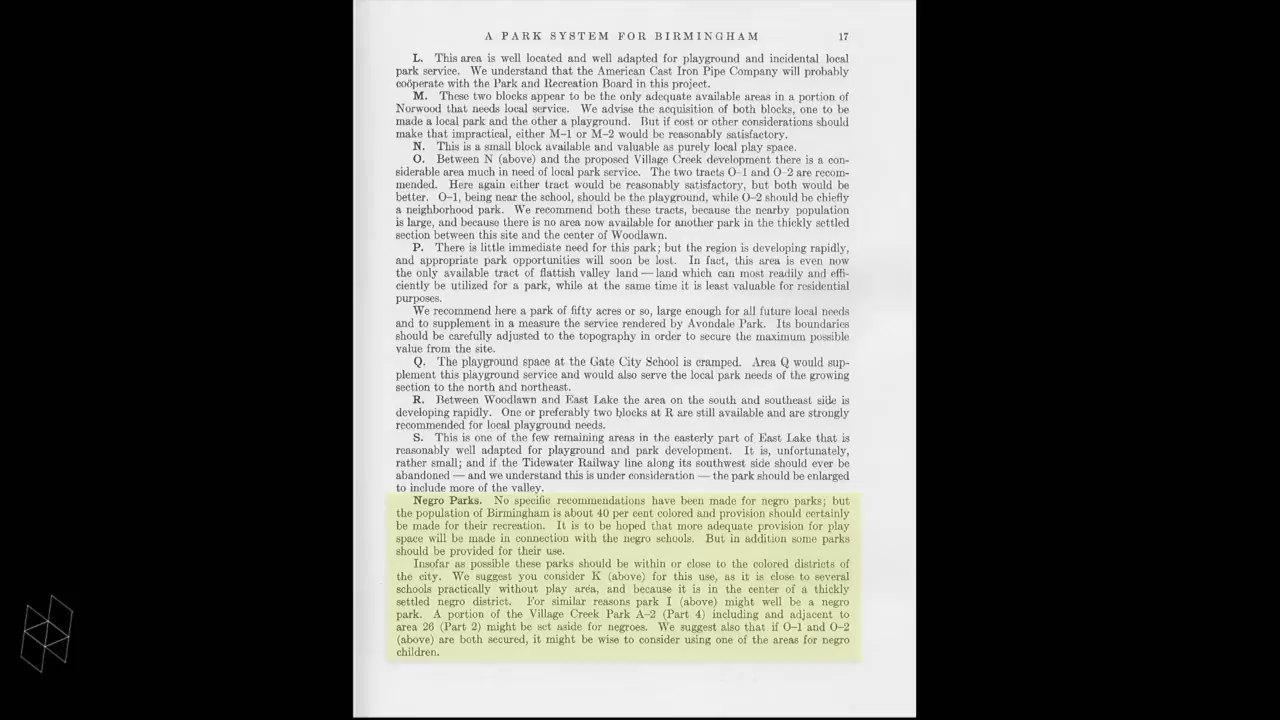 A PARK SYSTEM FOR BIRMINGHAM 17
L. This area is well located and well adapted for playground and incidental local
park service. We understand that the American Cast Iron Pipe Company will probably
coöperate with the Park and Recreation Board in this project.
M. These two blocks appear to be the only adequate available areas in a portion of
Norwood that needs local service. We advise the acquisition of both blocks, one to be
made a local park and the other a playground. But if cost or other considerations should
make that impractical, either M-1 or M-2 would be reasonably satisfactory.
N. This is a small block available and valuable as purely local play space.
O. Between N (above) and the proposed Village Creek development there is a con-
siderable area much in need of local park service. The two tracts O-1 and O-2 are recom-
mended. Here again either tract would be reasonably satisfactory, but both would be
better. O-1, being near the school, should be the playground, while O-2 should be chiefly
a neighborhood park. We recommend both these tracts, because the nearby population
is large, and because there is no area now available for another park in the thickly settled
section between this site and the center of Woodlawn.
P. There is little immediate need for this park; but the region is developing rapidly,
and appropriate park opportunities will soon be lost. In fact, this area is even now
the only available tract of flattish valley land — land which can most readily and effi-
ciently be utilized for a park, while at the same time it is least valuable for residential
purposes.
We recommend here a park of fifty acres or so, large enough for all future local needs
and to supplement in a measure the service rendered by Avondale Park. Its boundaries
should be carefully adjusted to the topography in order to secure the maximum possible
value from the site.
Q. The playground space at the Gate City School is cramped. Area Q would sup-
plement this playground service and would also serve the local park needs of the growing
section to the north and northeast.
R. Between Woodlawn and East Lake the area on the south and southeast side is
developing rapidly. One or preferably two blocks at R are still available and are strongly
recommended for local playground needs.
S. This is one of the few remaining areas in the easterly part of East Lake that is
reasonably well adapted for playground and park development. It is, unfortunately,
rather small; and if the Tidewater Railway line along its southwest side should ever be
abandoned — and we understand this is under consideration — the park should be enlarged
to include more of the valley.
Negro Parks. No specific recommendations have been made for negro parks; but
the population of Birmingham is about 40 per cent colored and provision should certainly
be made for their recreation. It is to be hoped that more adequate provision for play
space will be made in connection with the negro schools. But in addition some parks
should be provided for their use.
Insofar as possible these parks should be within or close to the colored districts of
the city. We suggest you consider K (above) for this use, as it is close to several
schools practically without play area, and because it is in the center of a thickly
settled negro district. For similar reasons park I (above) might well be a negro
park. A portion of the Village Creek Park A-2 (Part 4) including and adjacent to
area 26 (Part 2) might be set aside for negroes. We suggest also that if O-1 and O-2
(above) are both secured, it might be wise to consider using one of the areas for negro
children.